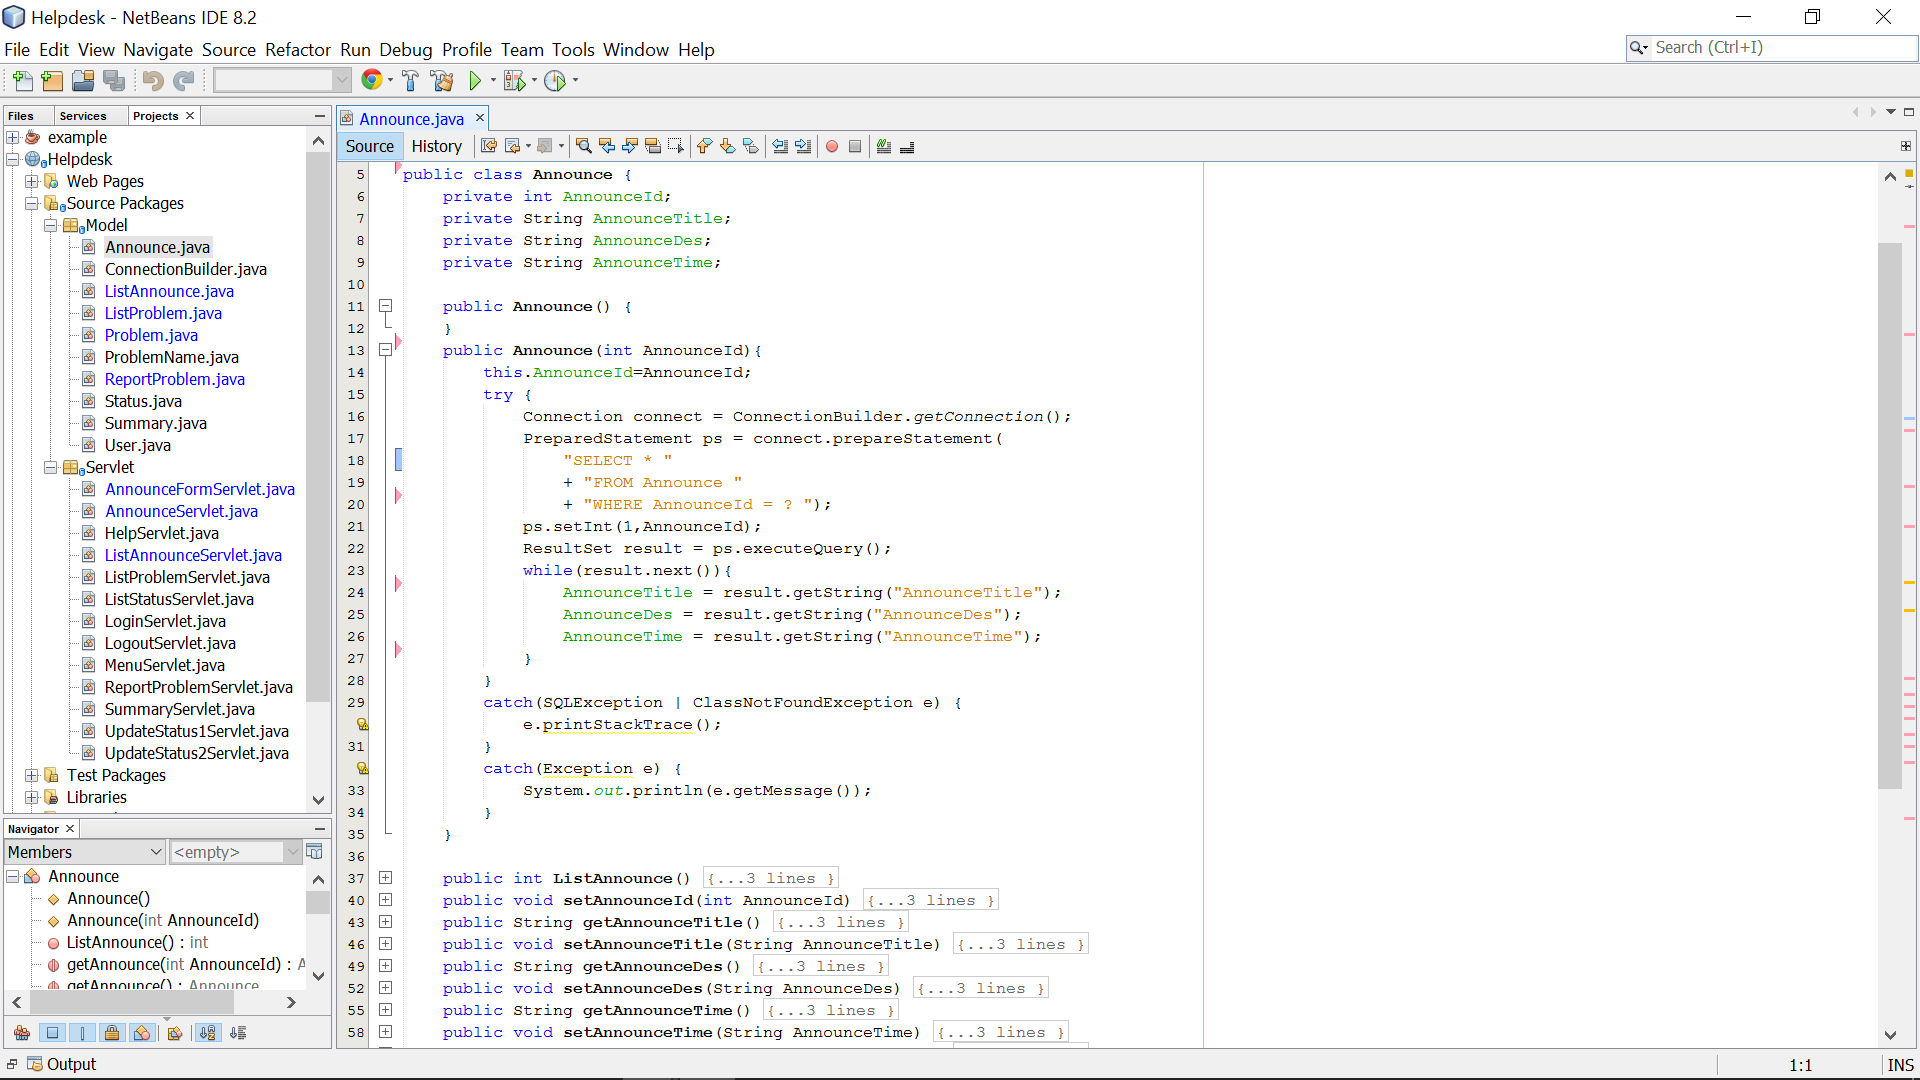 Helpdesk - NetBeans IDE 8.2
File Edit View Navigate Source Refactor Run Debug Profile Team Tools Window Help
Search (Ctrl+I)
Files Services Projects
example
Helpdesk
Web Pages
Source Packages
Model
Announce.java
ConnectionBuilder.java
ListAnnounce.java
ListProblem.java
Problem.java
ProblemName.java
ReportProblem.java
Status.java
Summary.java
User.java
Servlet
AnnounceFormServlet.java
AnnounceServlet.java
HelpServlet.java
ListAnnounceServlet.java
ListProblemServlet.java
ListStatusServlet.java
LoginServlet.java
LogoutServlet.java
MenuServlet.java
ReportProblemServlet.java
SummaryServlet.java
UpdateStatus1Servlet.java
UpdateStatus2Servlet.java
Test Packages
Libraries
Navigator
Members
<empty>
Announce
Announce()
Announce(int AnnounceId)
ListAnnounce() : int
getAnnounce(int AnnounceId) : A
getAnnounce() : Announce
Output
Announce.java
Source History
5 public class Announce {
6 private int AnnounceId;
7 private String AnnounceTitle;
8 private String AnnounceDes;
9 private String AnnounceTime;
10
11 public Announce() {
12 }
13 public Announce(int AnnounceId){
14 this.AnnounceId=AnnounceId;
15 try {
16 Connection connect = ConnectionBuilder.getConnection();
17 PreparedStatement ps = connect.prepareStatement(
18 "SELECT * "
19 + "FROM Announce "
20 + "WHERE AnnounceId = ? ");
21 ps.setInt(1,AnnounceId);
22 ResultSet result = ps.executeQuery();
23 while(result.next()){
24 AnnounceTitle = result.getString("AnnounceTitle");
25 AnnounceDes = result.getString("AnnounceDes");
26 AnnounceTime = result.getString("AnnounceTime");
27 }
28 }
29 catch(SQLException | ClassNotFoundException e) {
e.printStackTrace();
31 }
catch(Exception e) {
33 System.out.println(e.getMessage());
34 }
35 }
36
37 public int ListAnnounce() {...3 lines }
40 public void setAnnounceId(int AnnounceId) {...3 lines }
43 public String getAnnounceTitle() {...3 lines }
46 public void setAnnounceTitle(String AnnounceTitle) {...3 lines }
49 public String getAnnounceDes() {...3 lines }
52 public void setAnnounceDes(String AnnounceDes) {...3 lines }
55 public String getAnnounceTime() {...3 lines }
58 public void setAnnounceTime(String AnnounceTime) {...3 lines }
1:1 INS